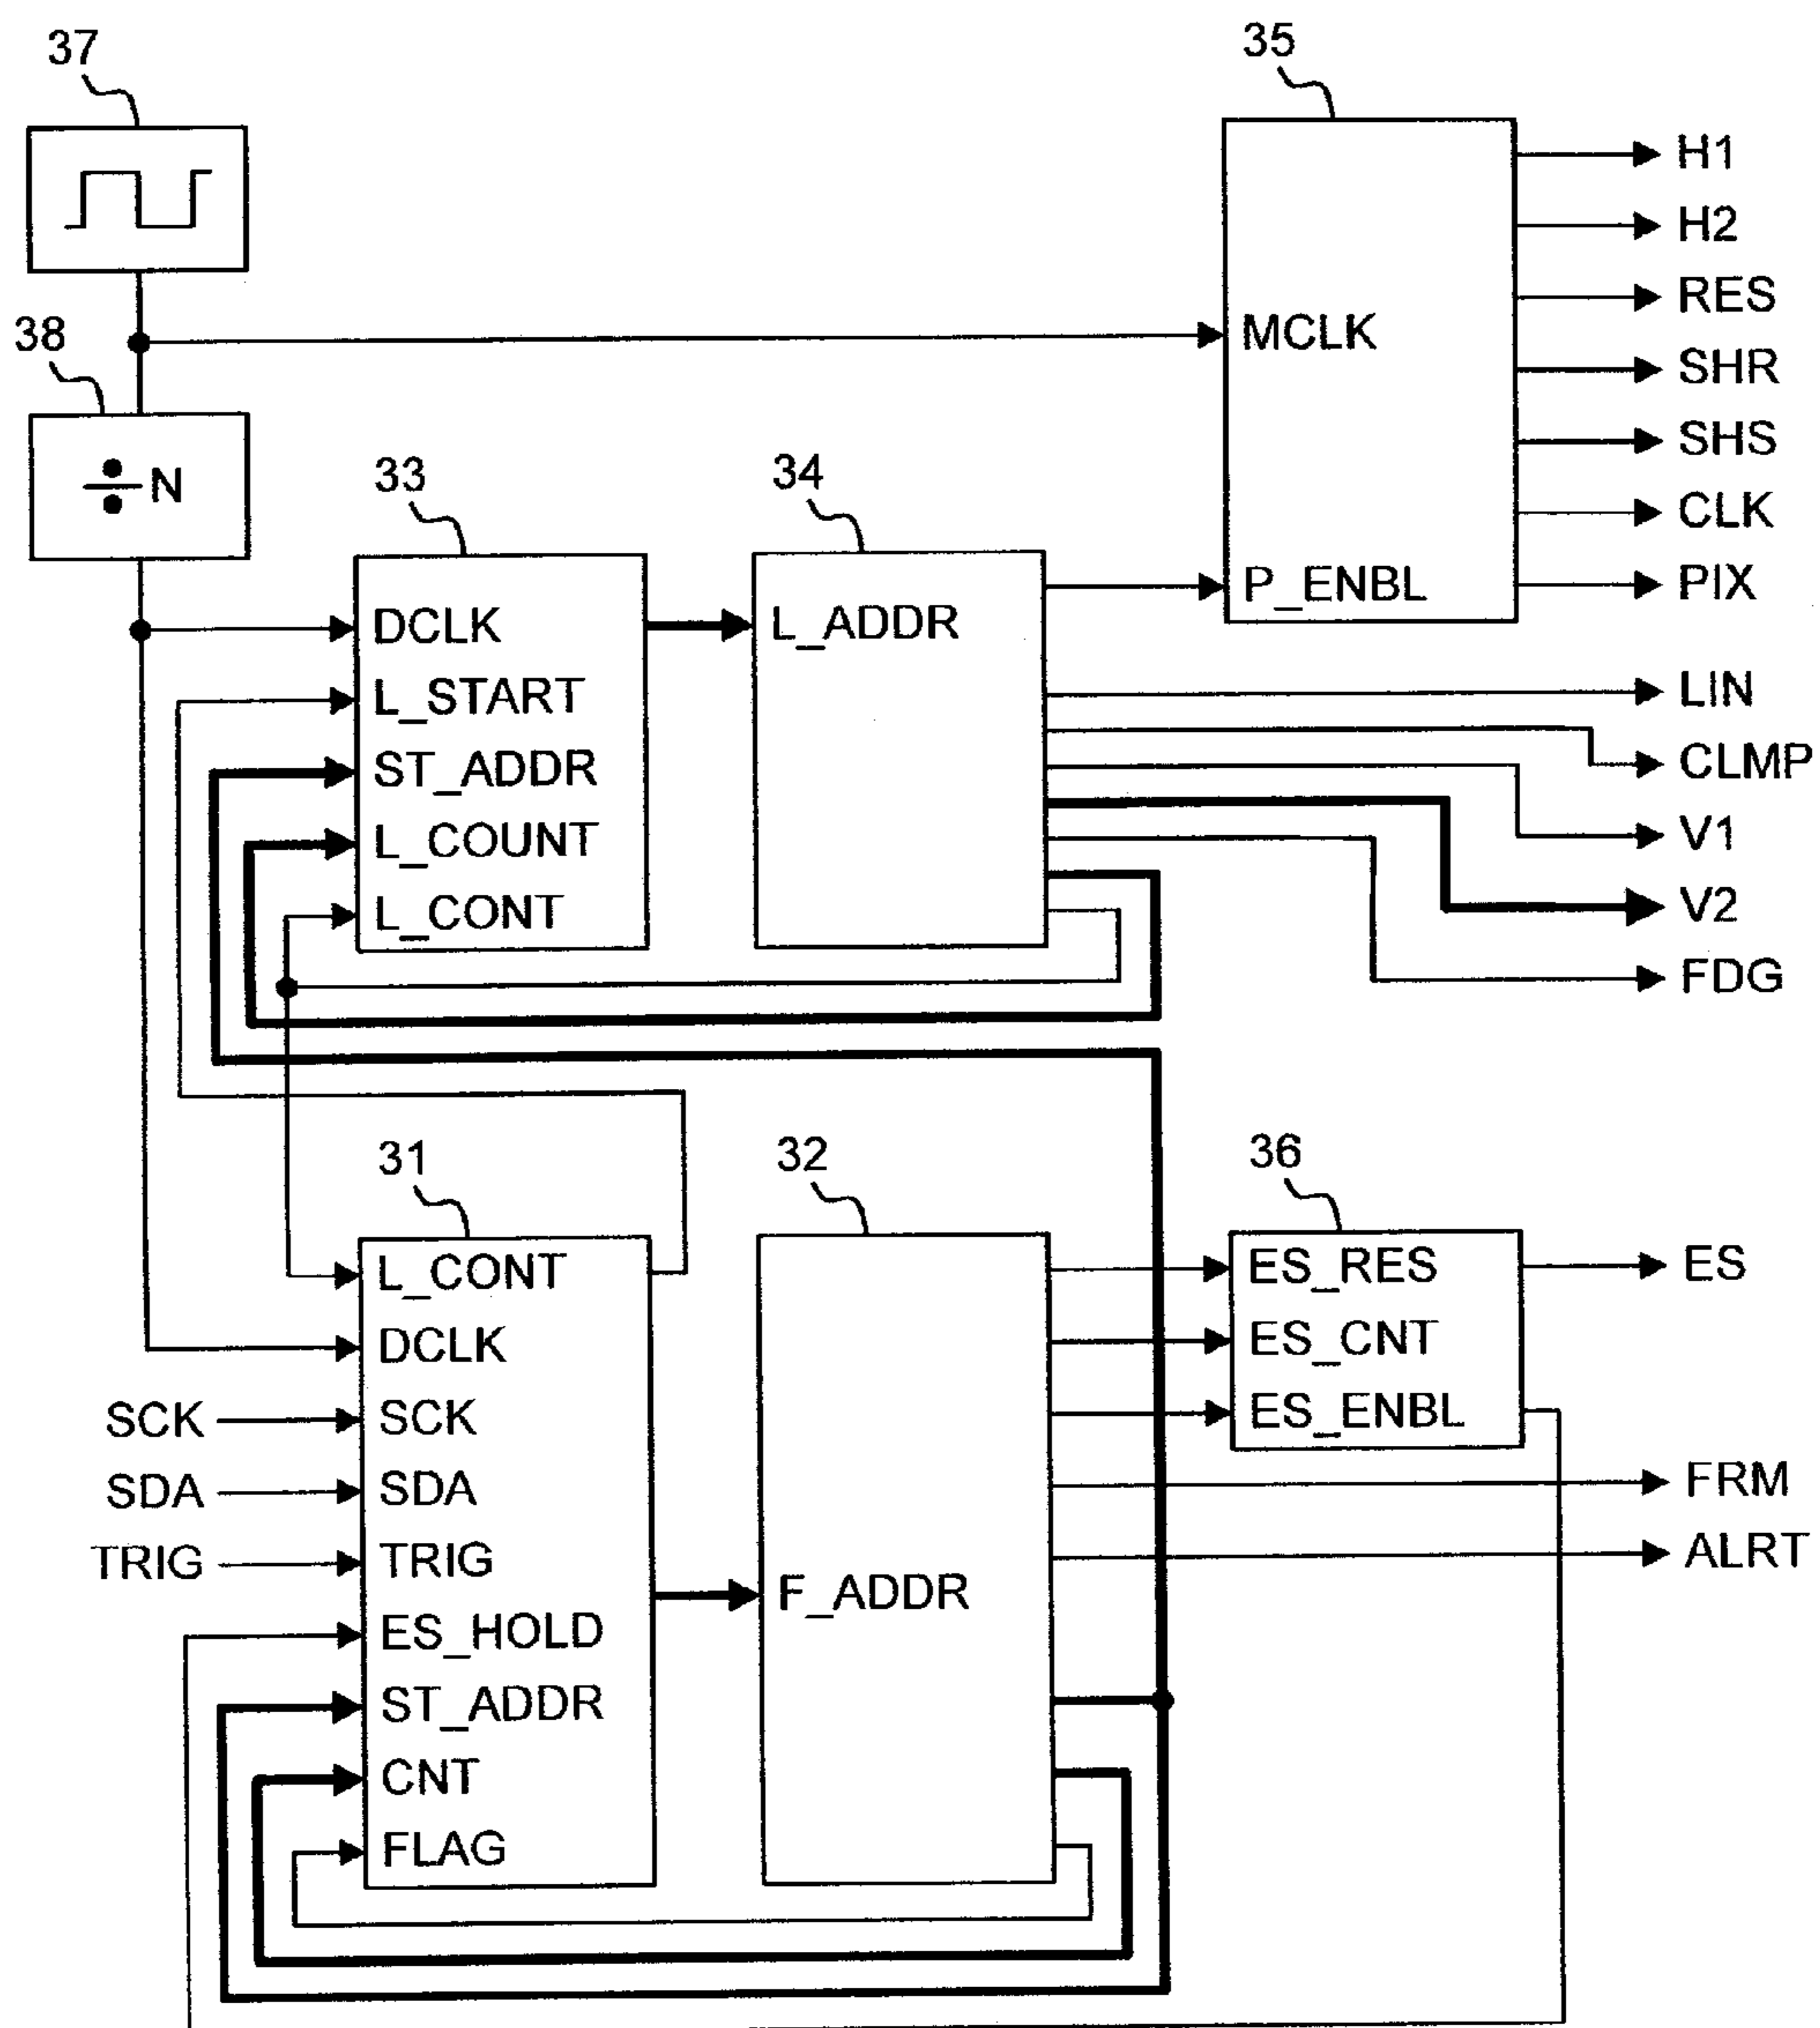 37
35
H1
H2
RES
38
MCLK
SHR
SHS
÷N
33
34
CLK
P_ENBL
PIX
DCLK
L_ADDR
L_START
LIN
ST_ADDR
CLMP
L_COUNT
V1
L_CONT
V2
FDG
31
32
36
L_CONT
ES_RES
ES
DCLK
ES_CNT
SCK
SCK
ES_ENBL
SDA
SDA
FRM
TRIG
TRIG
ALRT
F_ADDR
ES_HOLD
ST_ADDR
CNT
FLAG